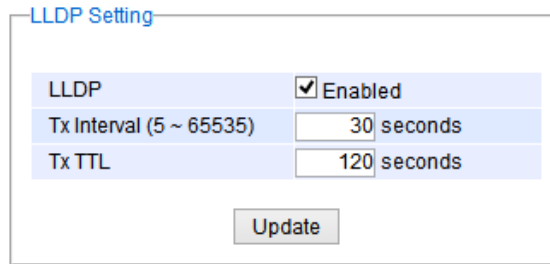 LLDP Setting
LLDP Enabled
Tx Interval (5 ~ 65535) 30 seconds
Tx TTL 120 seconds
Update